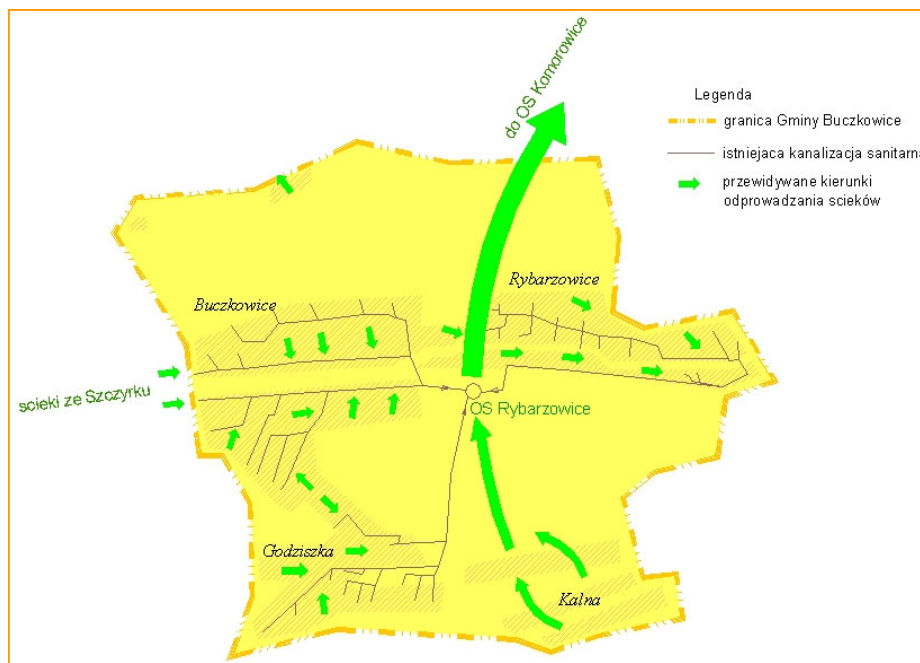 do OS Komorowice
Legenda
granica Gminy Buczkowice
istniejaca kanalizacja sanitarna
przewidywane kierunki
odprowadzania scieków
Rybarzowice
Buczkowice
scieki ze Szczyrku
OS Rybarzowice
Godziszka
Kalna